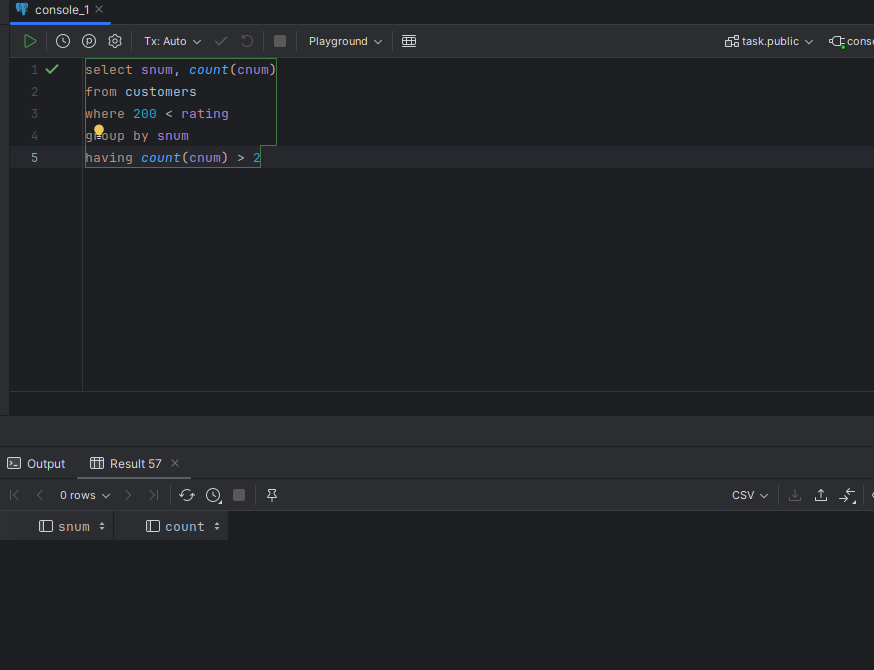 console_1
Tx: Auto
Playground
task.public
1 select snum, count(cnum)
2 from customers
3 where 200 < rating
4 group by snum
5 having count(cnum) > 2
Output
Result 57
0 rows
CSV
snum
count